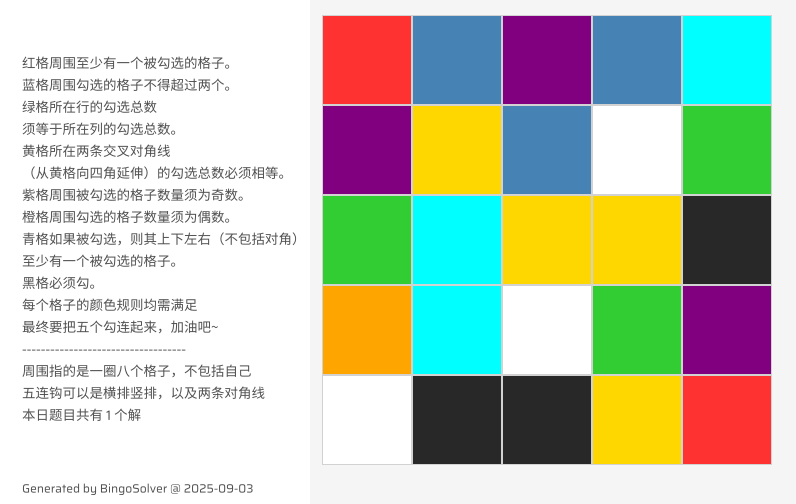 红格周围至少有一个被勾选的格子。
蓝格周围勾选的格子不得超过两个。
绿格所在行的勾选总数
须等于所在列的勾选总数。
黄格所在两条交叉对角线
（从黄格向四角延伸）的勾选总数必须相等。
紫格周围被勾选的格子数量须为奇数。
橙格周围勾选的格子数量须为偶数。
青格如果被勾选，则其上下左右（不包括对角）
至少有一个被勾选的格子。
黑格必须勾。
每个格子的颜色规则均需满足
最终要把五个勾连起来，加油吧~
---------------------------------
周围指的是一圈八个格子，不包括自己
五连钩可以是横排竖排，以及两条对角线
本日题目共有1个解
Generated by BingoSolver @ 2025-09-03